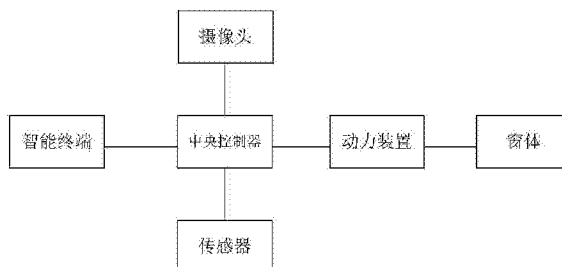 摄像头
智能终端
中央控制器
动力装置
窗体
传感器